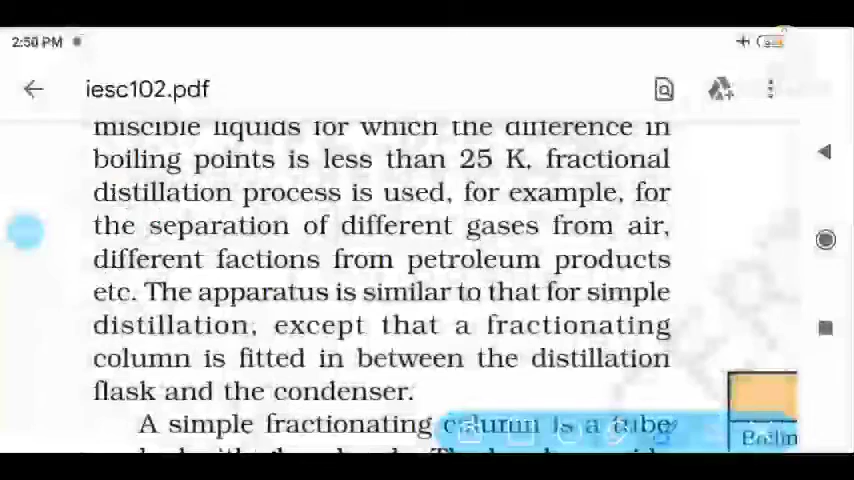 2:50 PM
iesc102.pdf
miscible liquids for which the difference in
boiling points is less than 25 K, fractional
distillation process is used, for example, for
the separation of different gases from air,
different factions from petroleum products
etc. The apparatus is similar to that for simple
distillation, except that a fractionating
column is fitted in between the distillation
flask and the condenser.
A simple fractionating column is a tube